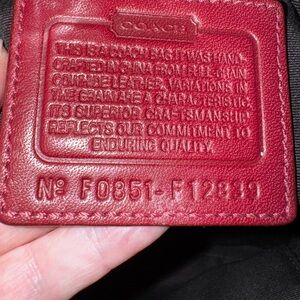 COACH
THIS IS A COACH BAG. IT WAS HAND-
CRAFTED IN CHINA FROM FULL GRAIN
GENUINE LEATHER. VARIATIONS IN
THE GRAIN ARE A CHARACTERISTIC.
ITS SUPERIOR CRAFTSMANSHIP
REFLECTS OUR COMMITMENT TO
ENDURING QUALITY.
Nº F0851-F12839